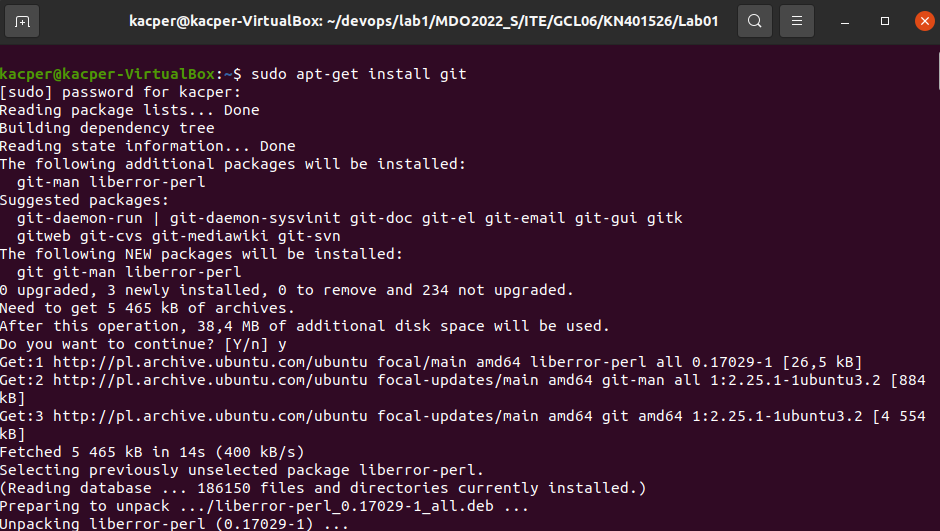 kacper@kacper-VirtualBox: ~/devops/lab1/MDO2022_S/ITE/GCL06/KN401526/Lab01
kacper@kacper-VirtualBox:~$ sudo apt-get install git
[sudo] password for kacper:
Reading package lists... Done
Building dependency tree
Reading state information... Done
The following additional packages will be installed:
  git-man liberror-perl
Suggested packages:
  git-daemon-run | git-daemon-sysvinit git-doc git-el git-email git-gui gitk
  gitweb git-cvs git-mediawiki git-svn
The following NEW packages will be installed:
  git git-man liberror-perl
0 upgraded, 3 newly installed, 0 to remove and 234 not upgraded.
Need to get 5 465 kB of archives.
After this operation, 38,4 MB of additional disk space will be used.
Do you want to continue? [Y/n] y
Get:1 http://pl.archive.ubuntu.com/ubuntu focal/main amd64 liberror-perl all 0.17029-1 [26,5 kB]
Get:2 http://pl.archive.ubuntu.com/ubuntu focal-updates/main amd64 git-man all 1:2.25.1-1ubuntu3.2 [884
kB]
Get:3 http://pl.archive.ubuntu.com/ubuntu focal-updates/main amd64 git amd64 1:2.25.1-1ubuntu3.2 [4 554
kB]
Fetched 5 465 kB in 14s (400 kB/s)
Selecting previously unselected package liberror-perl.
(Reading database ... 186150 files and directories currently installed.)
Preparing to unpack .../liberror-perl_0.17029-1_all.deb ...
Unpacking liberror-perl (0.17029-1) ...